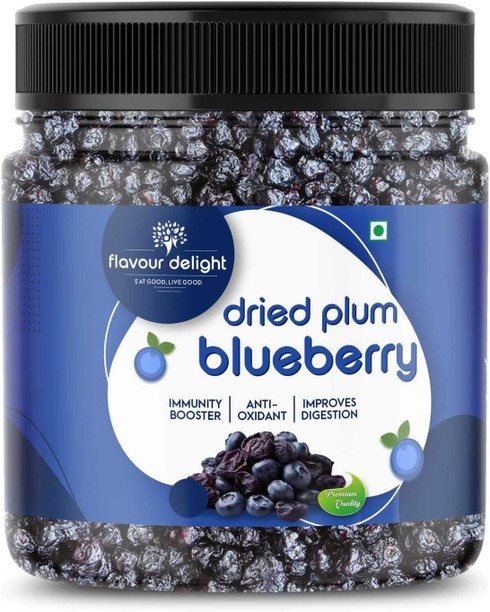 flavour delight
EAT GOOD, LIVE GOOD
dried plum
blueberry
IMMUNITY BOOSTER | ANTI-OXIDANT | IMPROVES DIGESTION
Premium
Quality